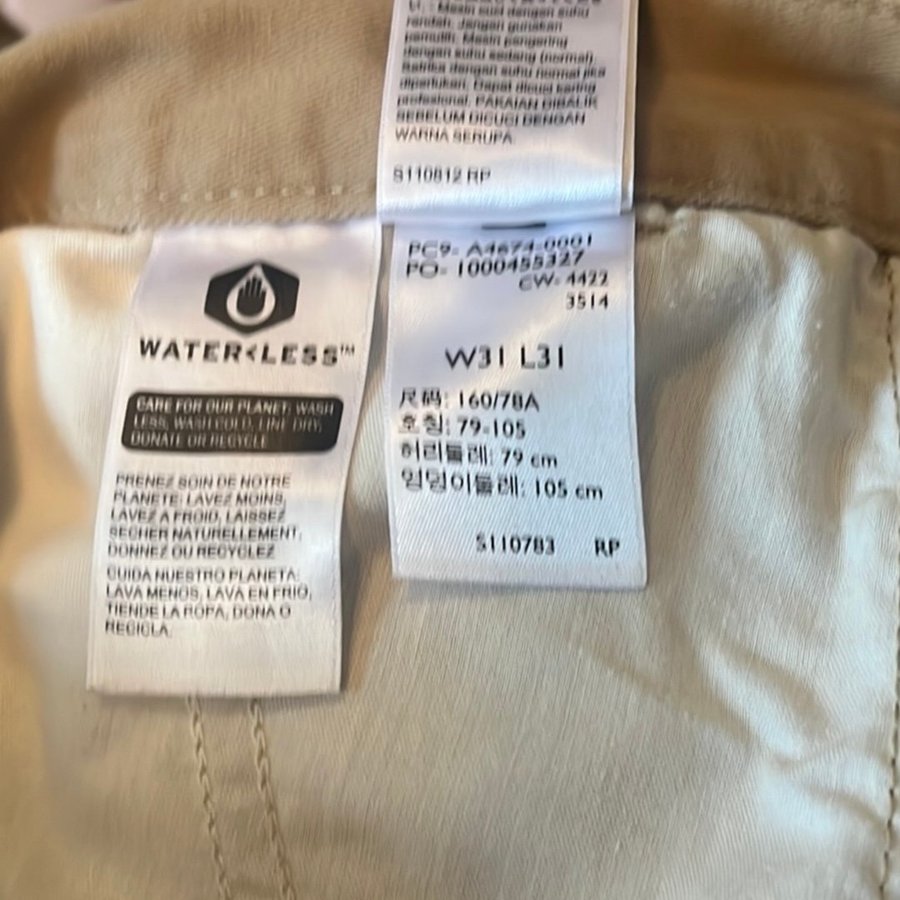 rendah. Jangan gunakan
pemutih. Mesin pengering
dengan suhu sedang (normal).
Setrika dengan suhu normal jika
diperlukan. Dapat dicuci kering
profesional. PAKAIAN DIBALIK
SEBELUM DICUCI DENGAN
WARNA SERUPA.
S110812 RP
PC9- A4674-0001
PO- 1000455327
CW- 4422
3514
W31 L31
尺码: 160/78A
호칭: 79-105
허리둘레: 79 cm
엉덩이둘레: 105 cm
S110783 RP
WATER<LESS™
CARE FOR OUR PLANET: WASH
LESS, WASH COLD, LINE DRY,
DONATE OR RECYCLE
PRENEZ SOIN DE NOTRE
PLANETE: LAVEZ MOINS,
LAVEZ A FROID, LAISSEZ
SECHER NATURELLEMENT,
DONNEZ OU RECYCLEZ
CUIDA NUESTRO PLANETA:
LAVA MENOS, LAVA EN FRIO,
TIENDE LA ROPA, DONA O
RECICLA.